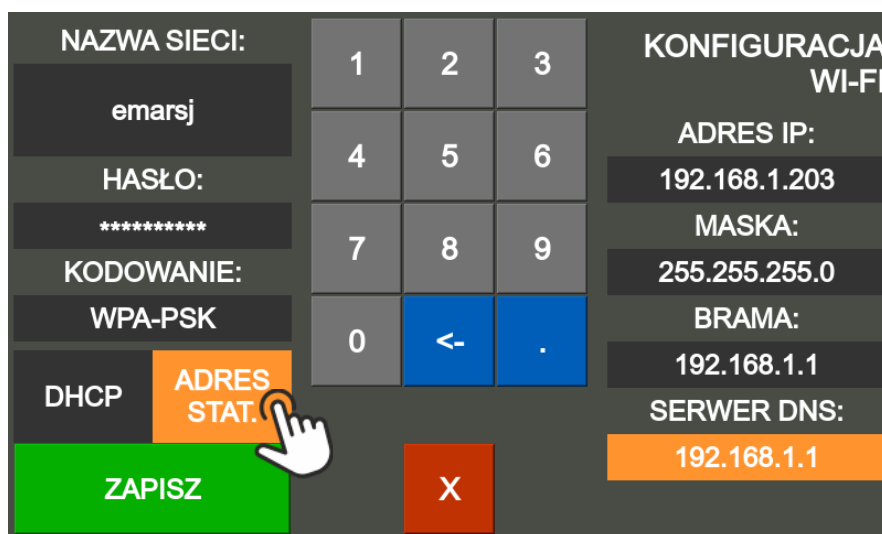 NAZWA SIECI:
emarsj
HASŁO:
**********
KODOWANIE:
WPA-PSK
DHCP
ADRES
STAT.
ZAPISZ
1 2 3
4 5 6
7 8 9
0 <- .
X
KONFIGURACJA
WI-FI
ADRES IP:
192.168.1.203
MASKA:
255.255.255.0
BRAMA:
192.168.1.1
SERWER DNS:
192.168.1.1